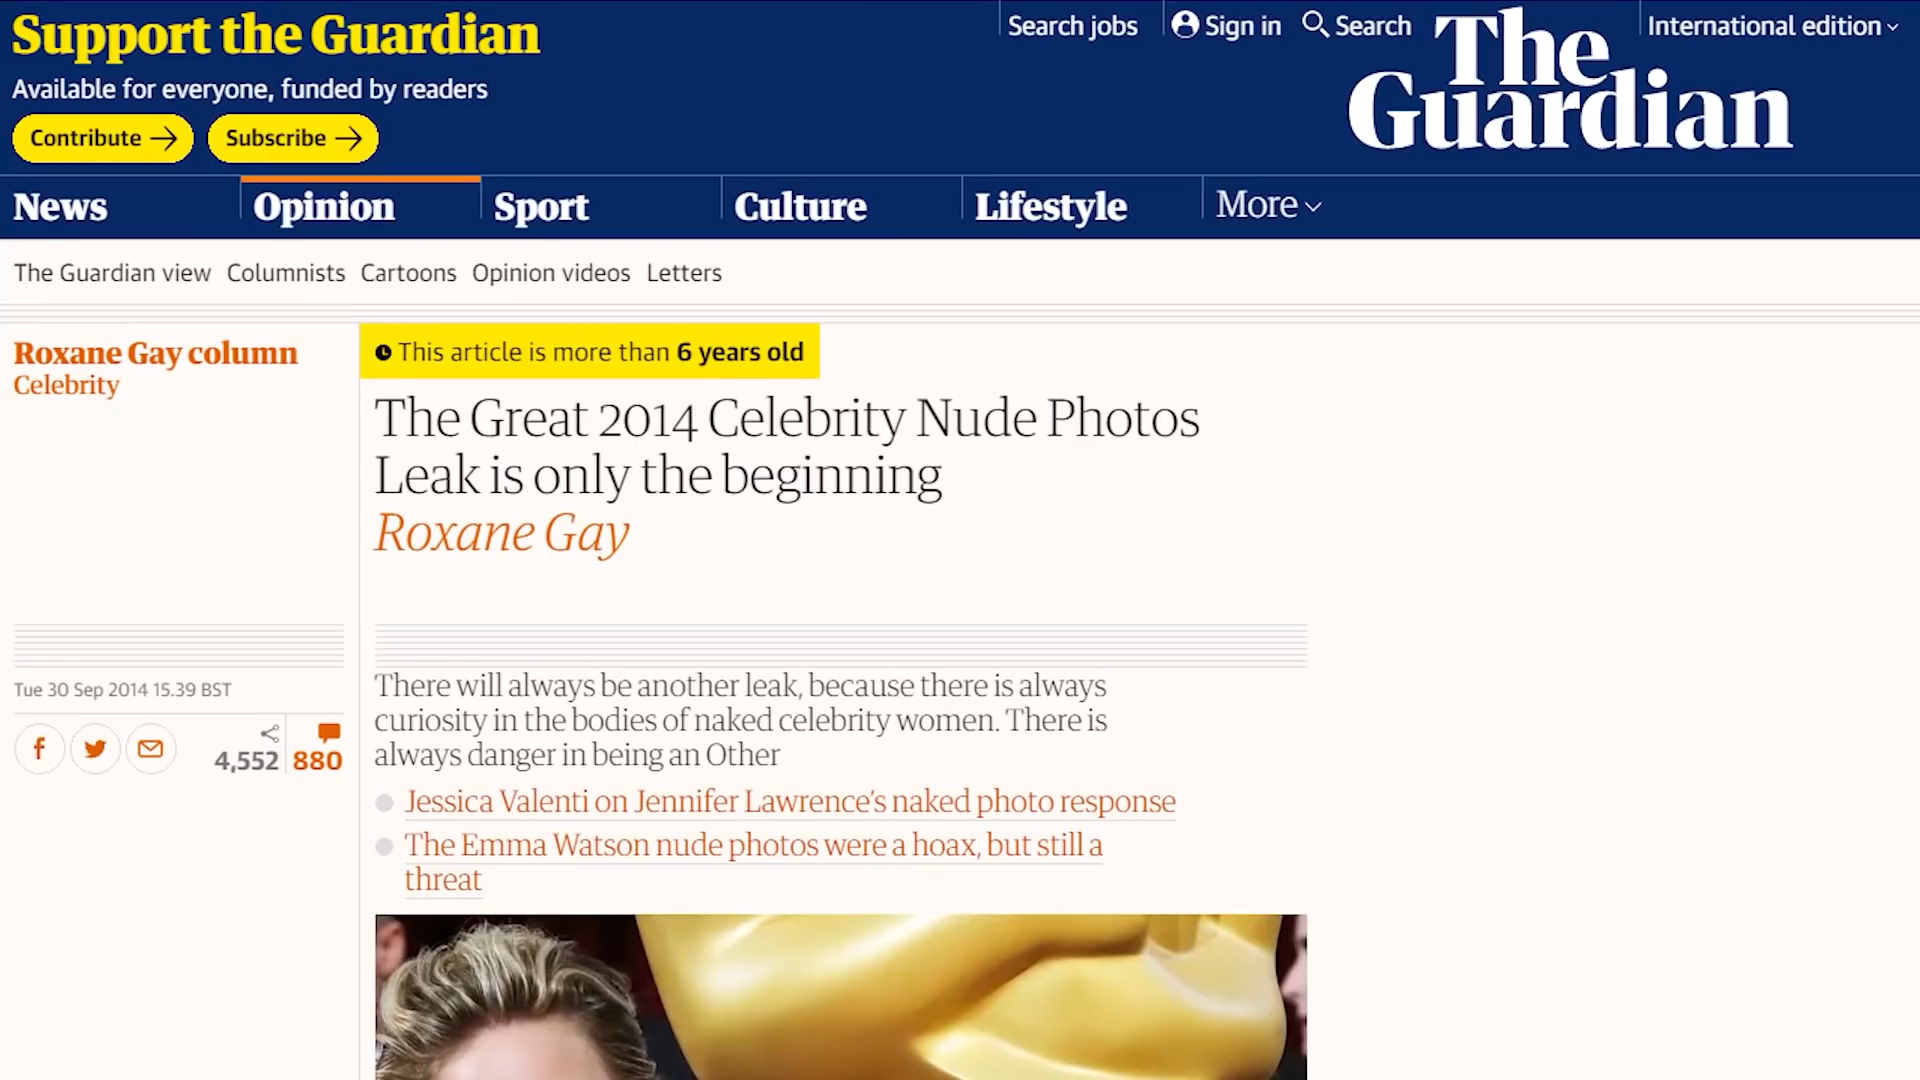 Support the Guardian
Available for everyone, funded by readers
Contribute
Subscribe
Search jobs
Sign in
Search
International edition
The
Guardian
News
Opinion
Sport
Culture
Lifestyle
More
The Guardian view
Columnists
Cartoons
Opinion videos
Letters
Roxane Gay column
Celebrity
This article is more than 6 years old
The Great 2014 Celebrity Nude Photos
Leak is only the beginning
Roxane Gay
Tue 30 Sep 2014 15.39 BST
4,552
880
There will always be another leak, because there is always
curiosity in the bodies of naked celebrity women. There is
always danger in being an Other
Jessica Valenti on Jennifer Lawrence's naked photo response
The Emma Watson nude photos were a hoax, but still a
threat